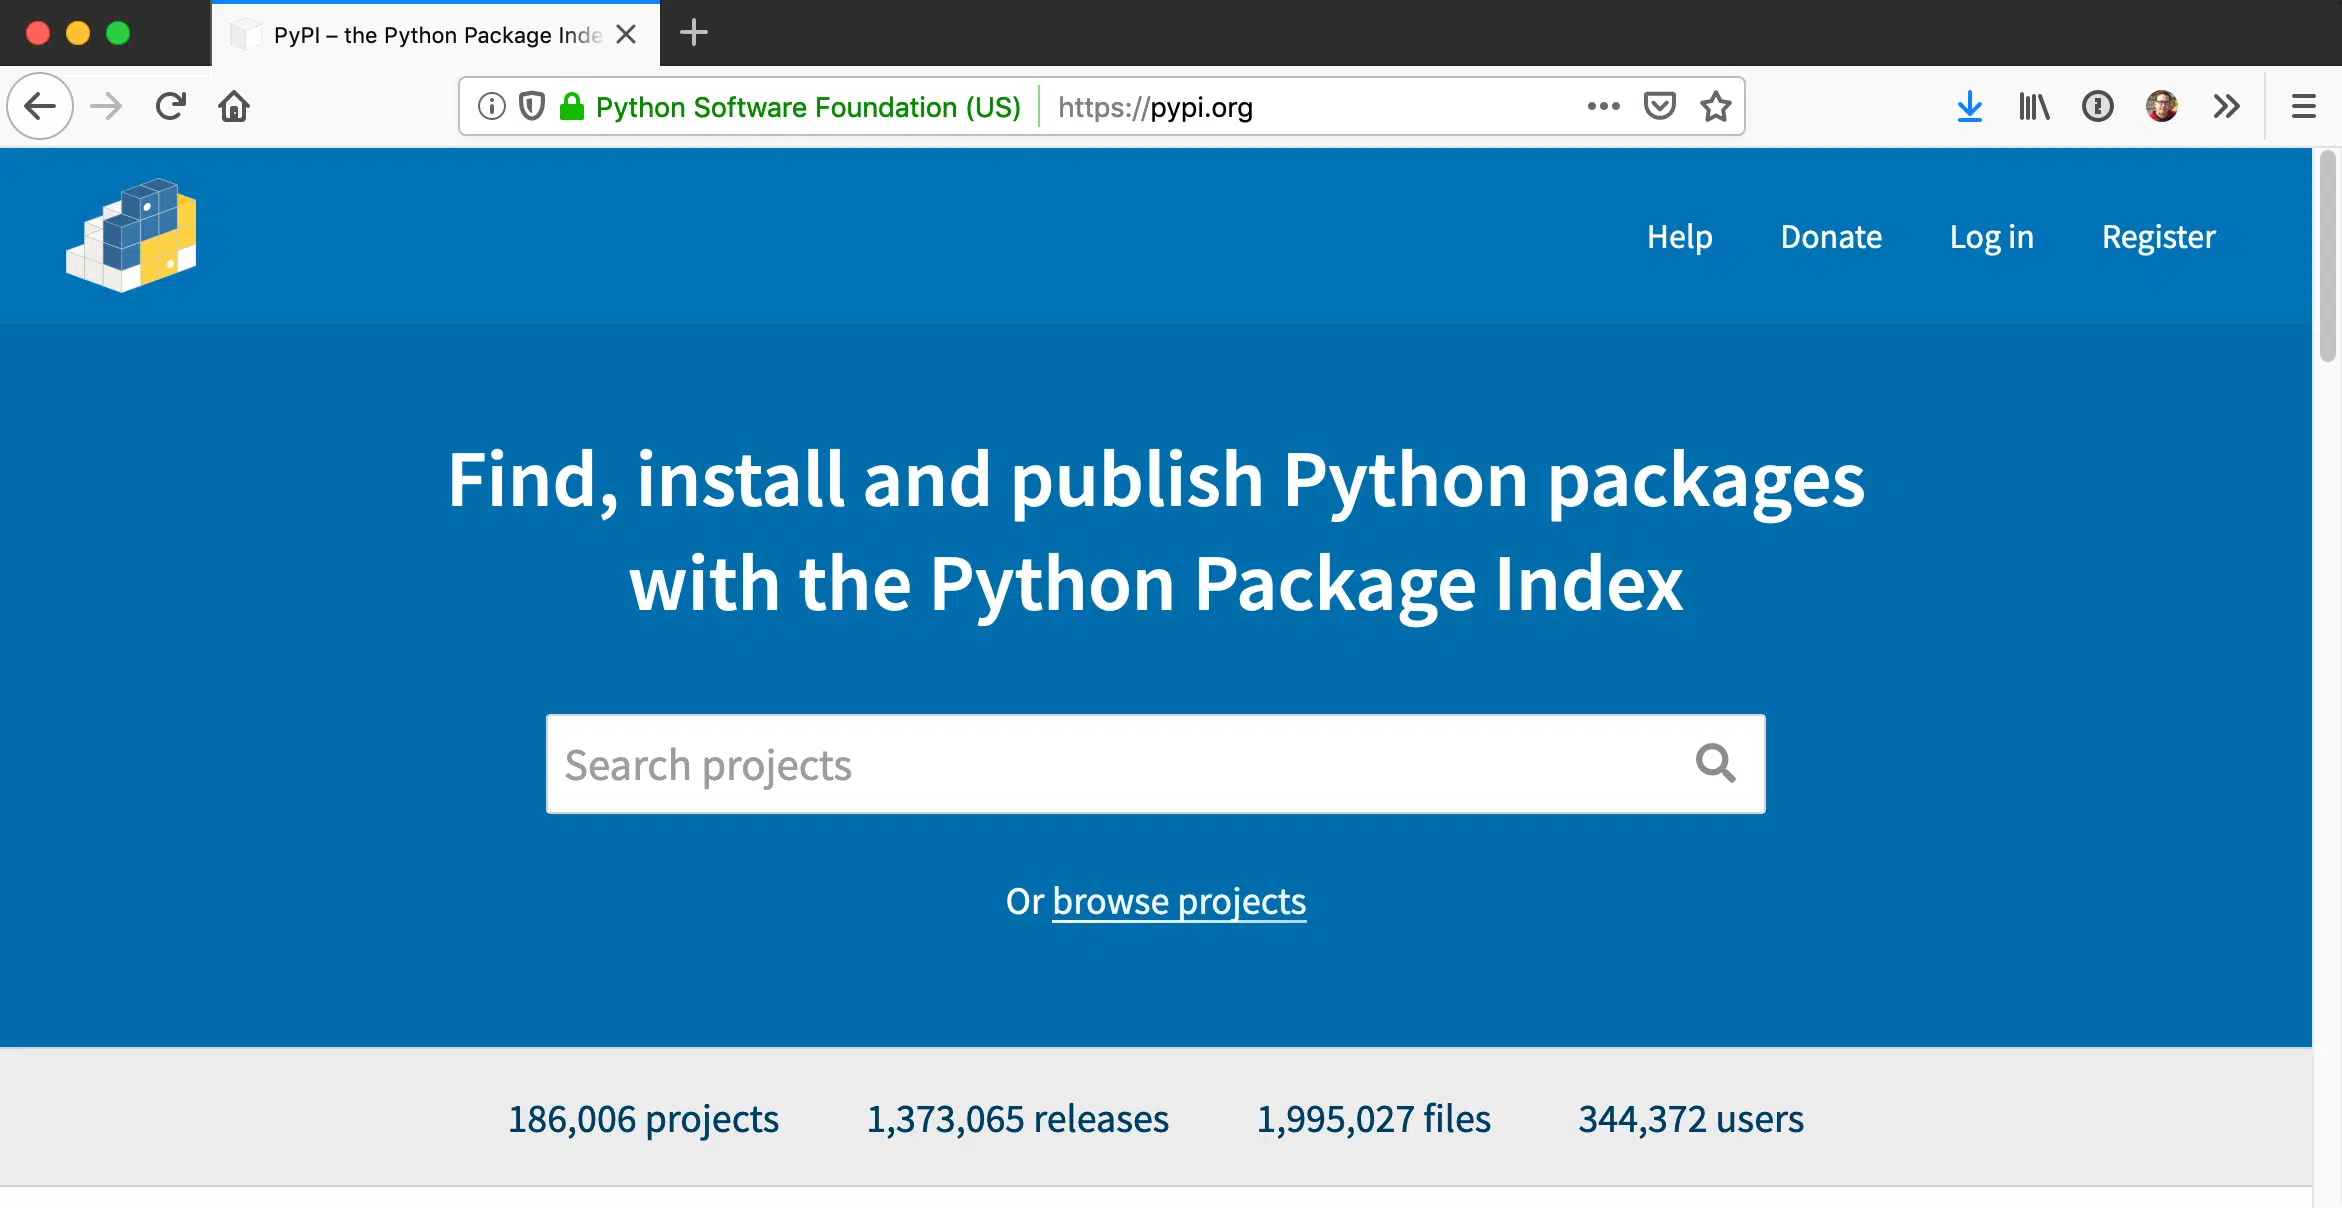 PyPI – the Python Package Inde
Python Software Foundation (US) https://pypi.org
Help Donate Log in Register
Find, install and publish Python packages
with the Python Package Index
Search projects
Or browse projects
186,006 projects 1,373,065 releases 1,995,027 files 344,372 users